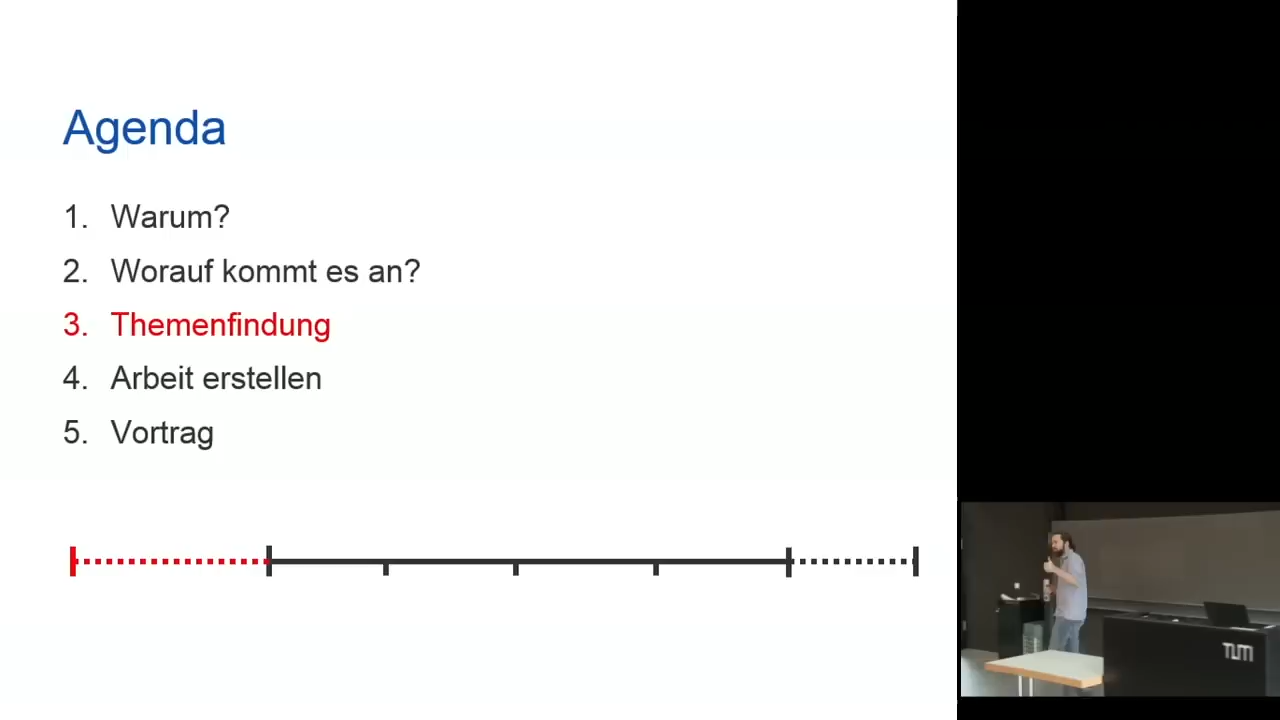 Agenda
1. Warum?
2. Worauf kommt es an?
3. Themenfindung
4. Arbeit erstellen
5. Vortrag
TUM